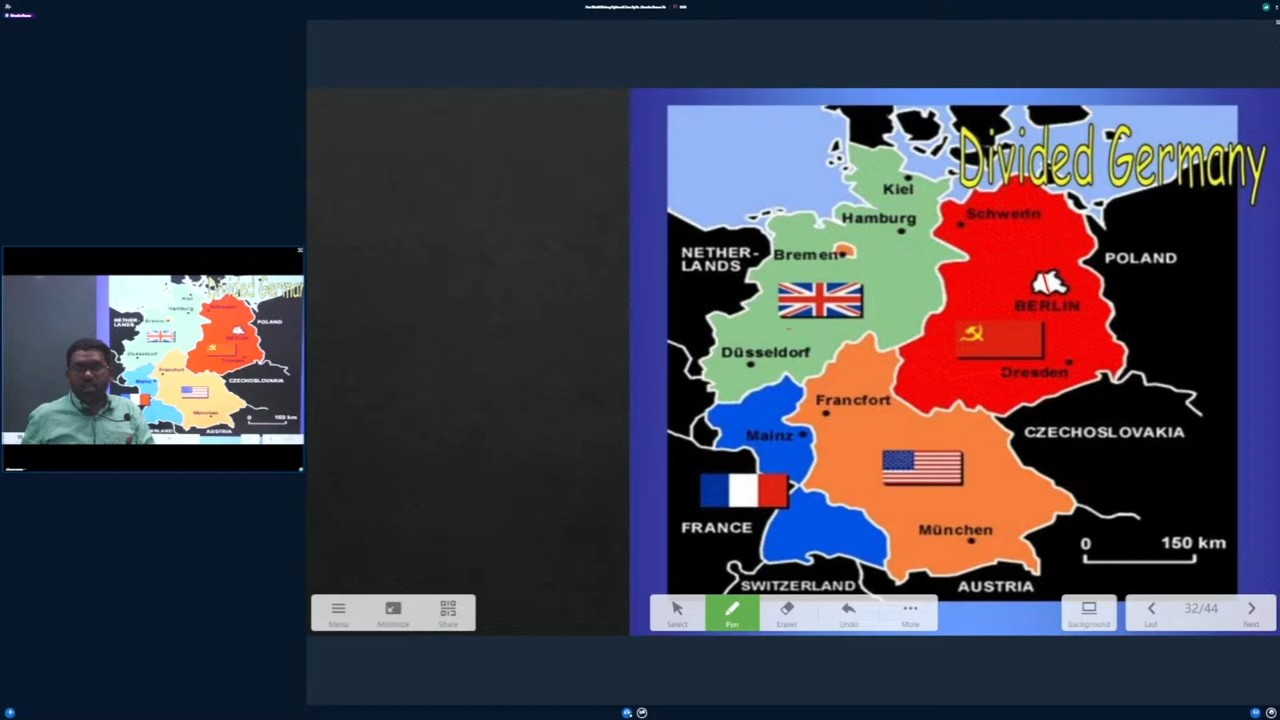 Divided Germany
Kiel
Schwerin
Hamburg
NETHER-
LANDS
Bremen
POLAND
BERLIN
Düsseldorf
Dresden
Francfort
CZECHOSLOVAKIA
Mainz
FRANCE
München
0 150 km
SWITZERLAND
AUSTRIA
Menu
Minimize
Share
Select
Pen
Eraser
Undo
More
Background
Last
32/44
Next